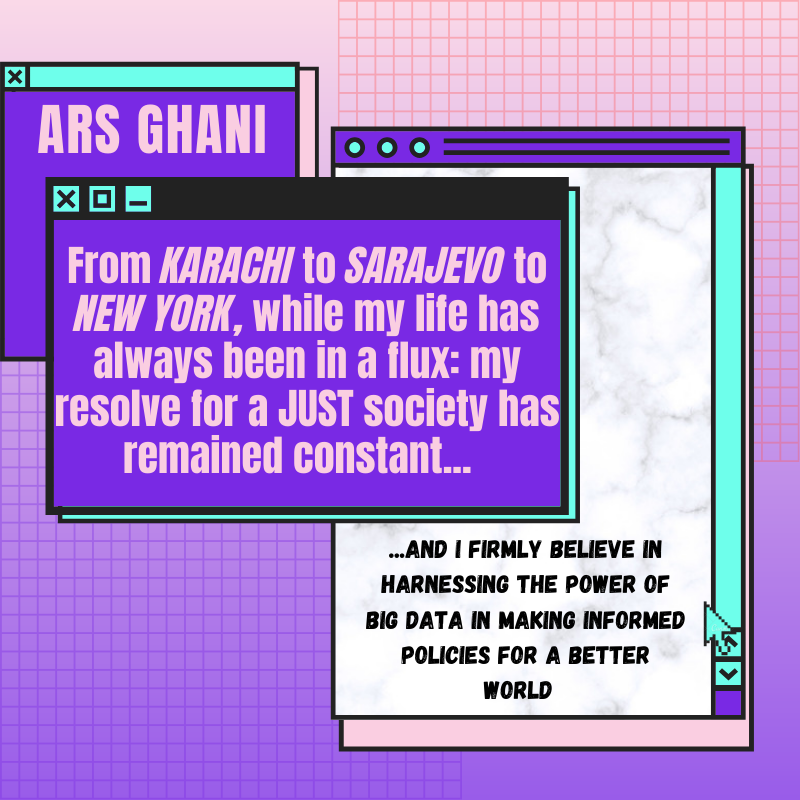 ARS GHANI
From KARACHI to SARAJEVO to
NEW YORK, while my life has
always been in a flux: my
resolve for a JUST society has
remained constant...
...AND I FIRMLY BELIEVE IN
HARNESSING THE POWER OF
BIG DATA IN MAKING INFORMED
POLICIES FOR A BETTER
WORLD